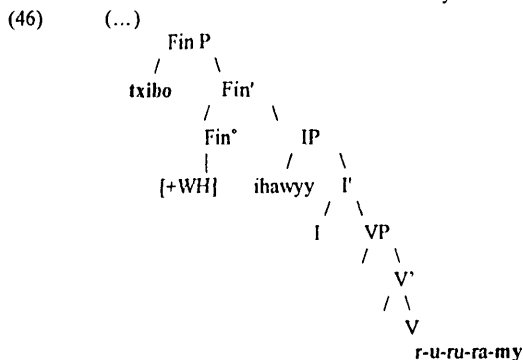 (46) (...)
Fin P
txibo Fin'
Fin° IP
[+WH] ihawyy I'
I VP
V'
V
r-u-ru-ra-my